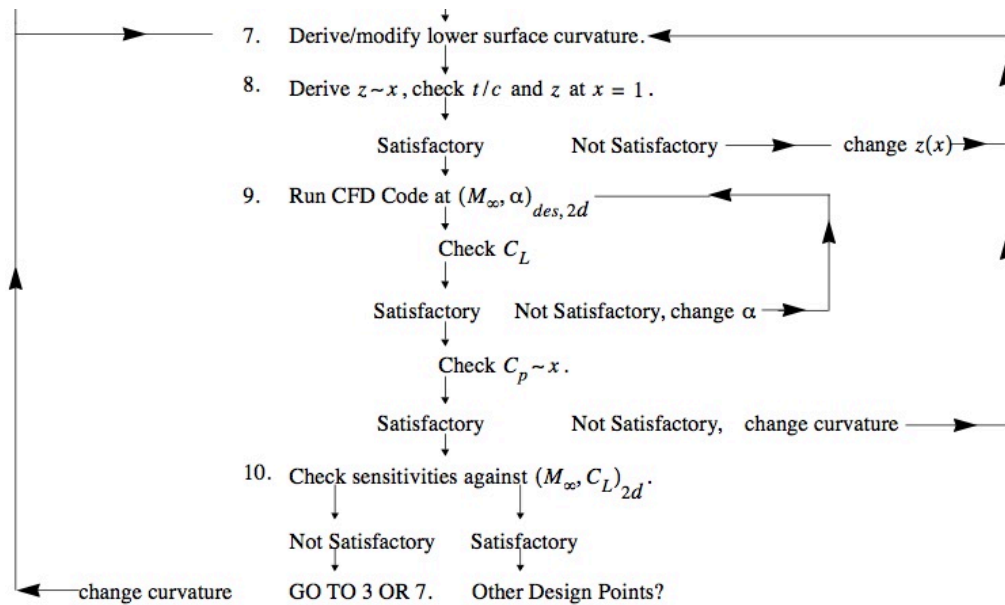 7. Derive/modify lower surface curvature.
8. Derive z~x, check t/c and z at x = 1.
Satisfactory Not Satisfactory change z(x)
9. Run CFD Code at (M∞, α)des, 2d
Check CL
Satisfactory Not Satisfactory, change α
Check Cp~x.
Satisfactory Not Satisfactory, change curvature
10. Check sensitivities against (M∞, CL)2d.
Not Satisfactory Satisfactory
change curvature GO TO 3 OR 7. Other Design Points?